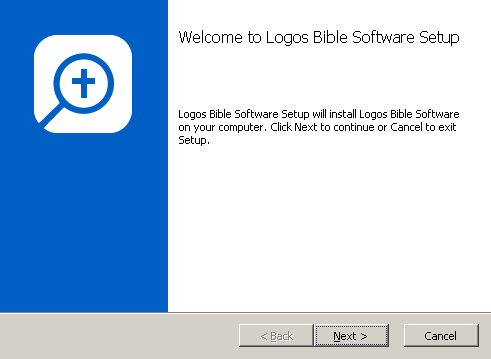 Welcome to Logos Bible Software Setup
Logos Bible Software Setup will install Logos Bible Software
on your computer. Click Next to continue or Cancel to exit
Setup.
< Back
Next >
Cancel